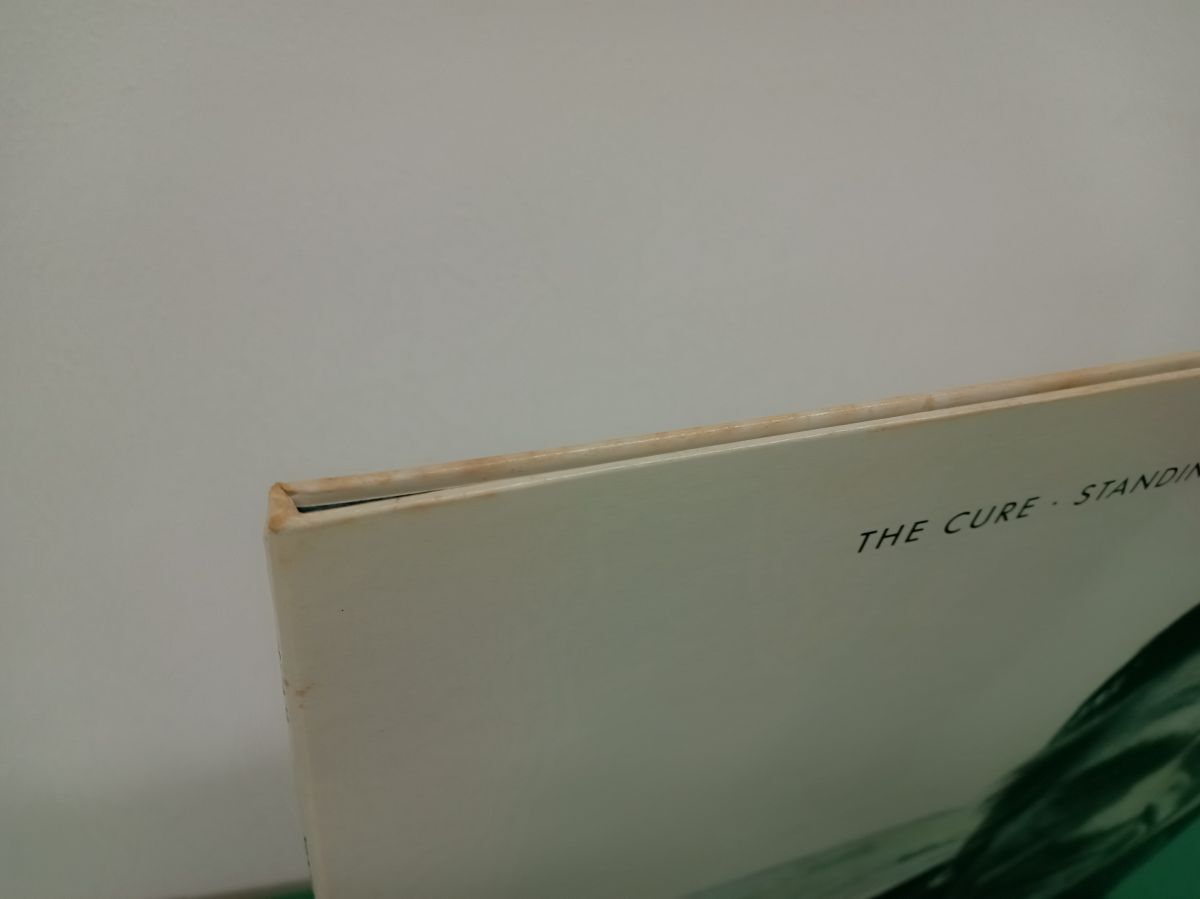 THE CURE · STANDIN